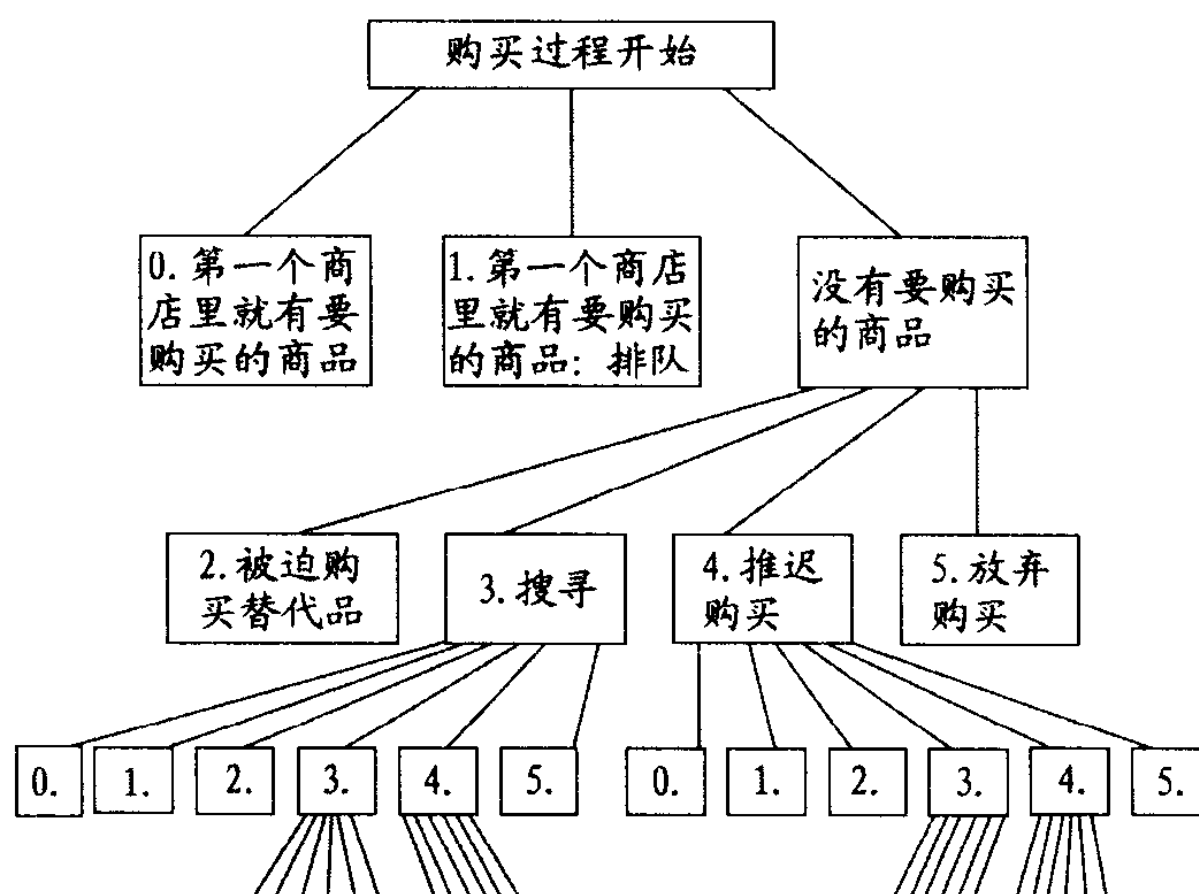 购买过程开始
0. 第一个商
店里就有要
购买的商品
1. 第一个商店
里就有要购买
的商品：排队
没有要购买
的商品
2. 被迫购
买替代品
3. 搜寻
4. 推迟
购买
5. 放弃
购买
0. 1. 2. 3. 4. 5. 0. 1. 2. 3. 4. 5.